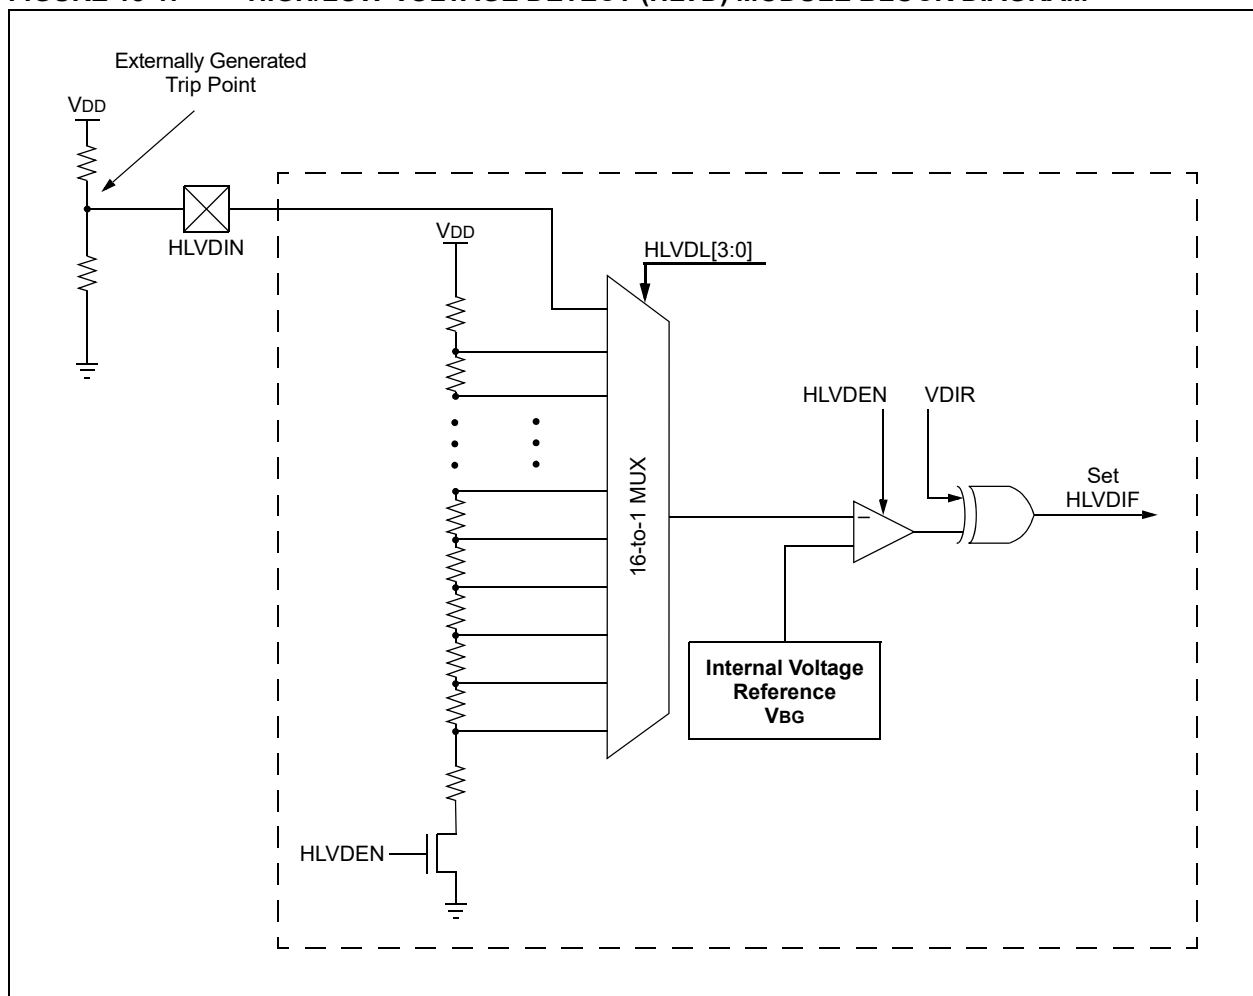 Externally Generated
Trip Point
VDD
HLVDIN
VDD
HLVDL[3:0]
16-to-1 MUX
HLVDEN
VDIR
–
Set
HLVDIF
Internal Voltage
Reference
VBG
HLVDEN